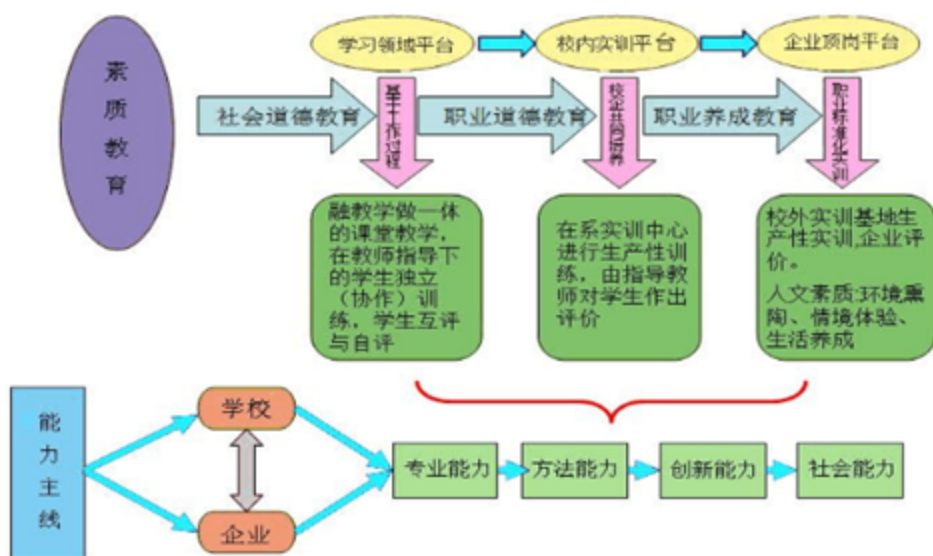 学习领域平台
校内实训平台
企业顶岗平台
素质教育
社会道德教育
基于工作过程
职业道德教育
校企共同培养
职业养成教育
职业标准化实训
融教学做一体
的课堂教学，
在教师指导下
的学生独立
（协作）训
练，学生互评
与自评
在系实训中心
进行生产性训
练，由指导教
师对学生作出
评价
校外实训基地生
产性实训,企业评
价。
人文素质:环境熏
陶、情境体验、
生活养成
能力主线
学校
企业
专业能力
方法能力
创新能力
社会能力